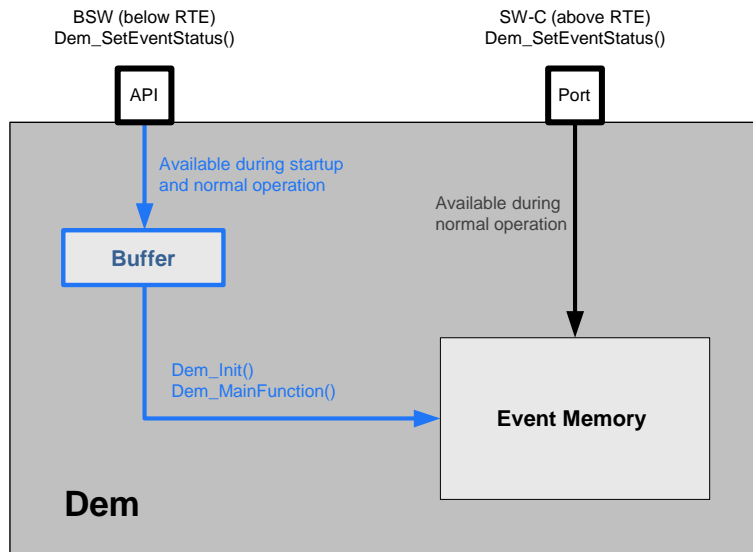 BSW (below RTE)
Dem_SetEventStatus()
SW-C (above RTE)
Dem_SetEventStatus()
API
Port
Available during startup
and normal operation
Available during
normal operation
Buffer
Dem_Init()
Dem_MainFunction()
Event Memory
Dem